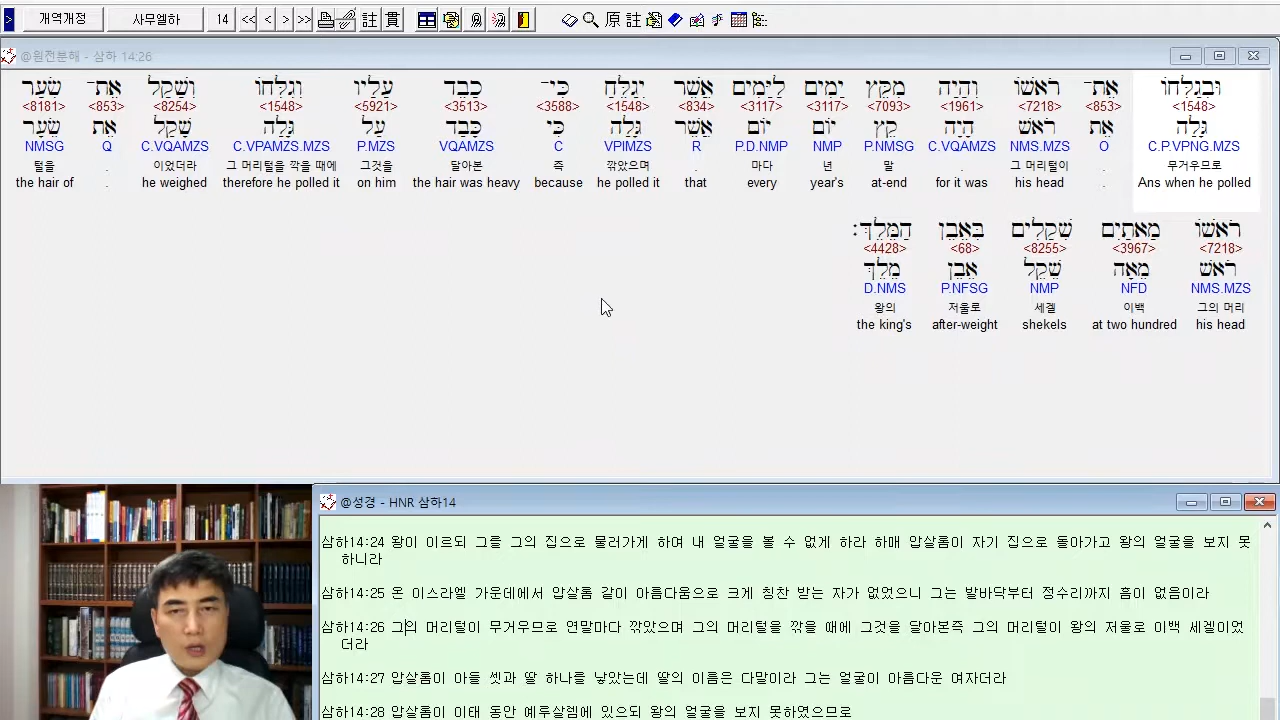 개역개정 사무엘하 14 << < > >> 註 貫 原 註
@원전분해 - 삼하 14:26
שְׂעַר אֶת־ וְשָׁקַל וְגִלְּחוֹ עָלָיו כָבֵד כִּי־ יְגַלֵּחַ אֲשֶׁר לַיָּמִים יָמִים מִקֵּץ וְהָיָה רֹאשׁוֹ אֶת־ וּבְגַלְּחוֹ
<8181> <853> <8254> <1548> <5921> <3513> <3588> <1548> <834> <3117> <3117> <7093> <1961> <7218> <853> <1548>
שֵׂעָר אֵת שָׁקַל גָּלַה עַל כָּבַד כִּי גָּלַה אֲשֶׁר יוֹם יוֹם קֵץ הָיָה רֹאשׁ אֵת גָּלַה
NMSG Q C.VQAMZS C.VPAMZS.MZS P.MZS VQAMZS C VPIMZS R P.D.NMP NMP P.NMSG C.VQAMZS NMS.MZS O C.P.VPNG.MZS
털을 . 이었더라 그 머리털을 깍을 때에 그것을 달아본 즉 깎았으며 . 마다 년 말 . 그 머리털이 . 무거우므로
the hair of . he weighed therefore he polled it on him the hair was heavy because he polled it that every year's at-end for it was his head . Ans when he polled
הַמֶּלֶךְ׃ בְּאֶבֶן שְׁקָלִים מָאתַיִם רֹאשׁוֹ
<4428> <68> <8255> <3967> <7218>
מֶלֶךְ אֶבֶן שֶׁקֶל מֵאָה רֹאשׁ
D.NMS P.NFSG NMP NFD NMS.MZS
왕의 저울로 세겔 이백 그의 머리
the king's after-weight shekels at two hundred his head
@성경 - HNR 삼하14
삼하14:24 왕이 이르되 그를 그의 집으로 물러가게 하여 내 얼굴을 볼 수 없게 하라 하매 압살롬이 자기 집으로 돌아가고 왕의 얼굴을 보지 못
하니라
삼하14:25 온 이스라엘 가운데에서 압살롬 같이 아름다움으로 크게 칭찬 받는 자가 없었으니 그는 발바닥부터 정수리까지 흠이 없음이라
삼하14:26 그의 머리털이 무거우므로 연말마다 깎았으며 그의 머리털을 깎을 때에 그것을 달아본즉 그의 머리털이 왕의 저울로 이백 세겔이었
더라
삼하14:27 압살롬이 아들 셋과 딸 하나를 낳았는데 딸의 이름은 다말이라 그는 얼굴이 아름다운 여자더라
삼하14:28 압살롬이 이태 동안 예루살렘에 있으되 왕의 얼굴을 보지 못하였으므로